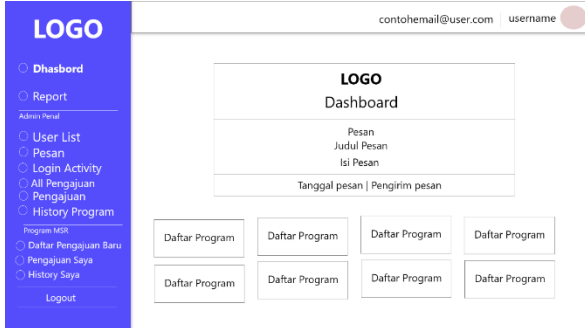 LOGO
contohemail@user.com
username
Dhasbord
Report
Admin Penal
User List
Pesan
Login Activity
All Pengajuan
Pengajuan
History Program
Program MSR
Daftar Pengajuan Baru
Pengajuan Saya
History Saya
Logout
LOGO
Dashboard
Pesan
Judul Pesan
Isi Pesan
Tanggal pesan | Pengirim pesan
Daftar Program
Daftar Program
Daftar Program
Daftar Program
Daftar Program
Daftar Program
Daftar Program
Daftar Program